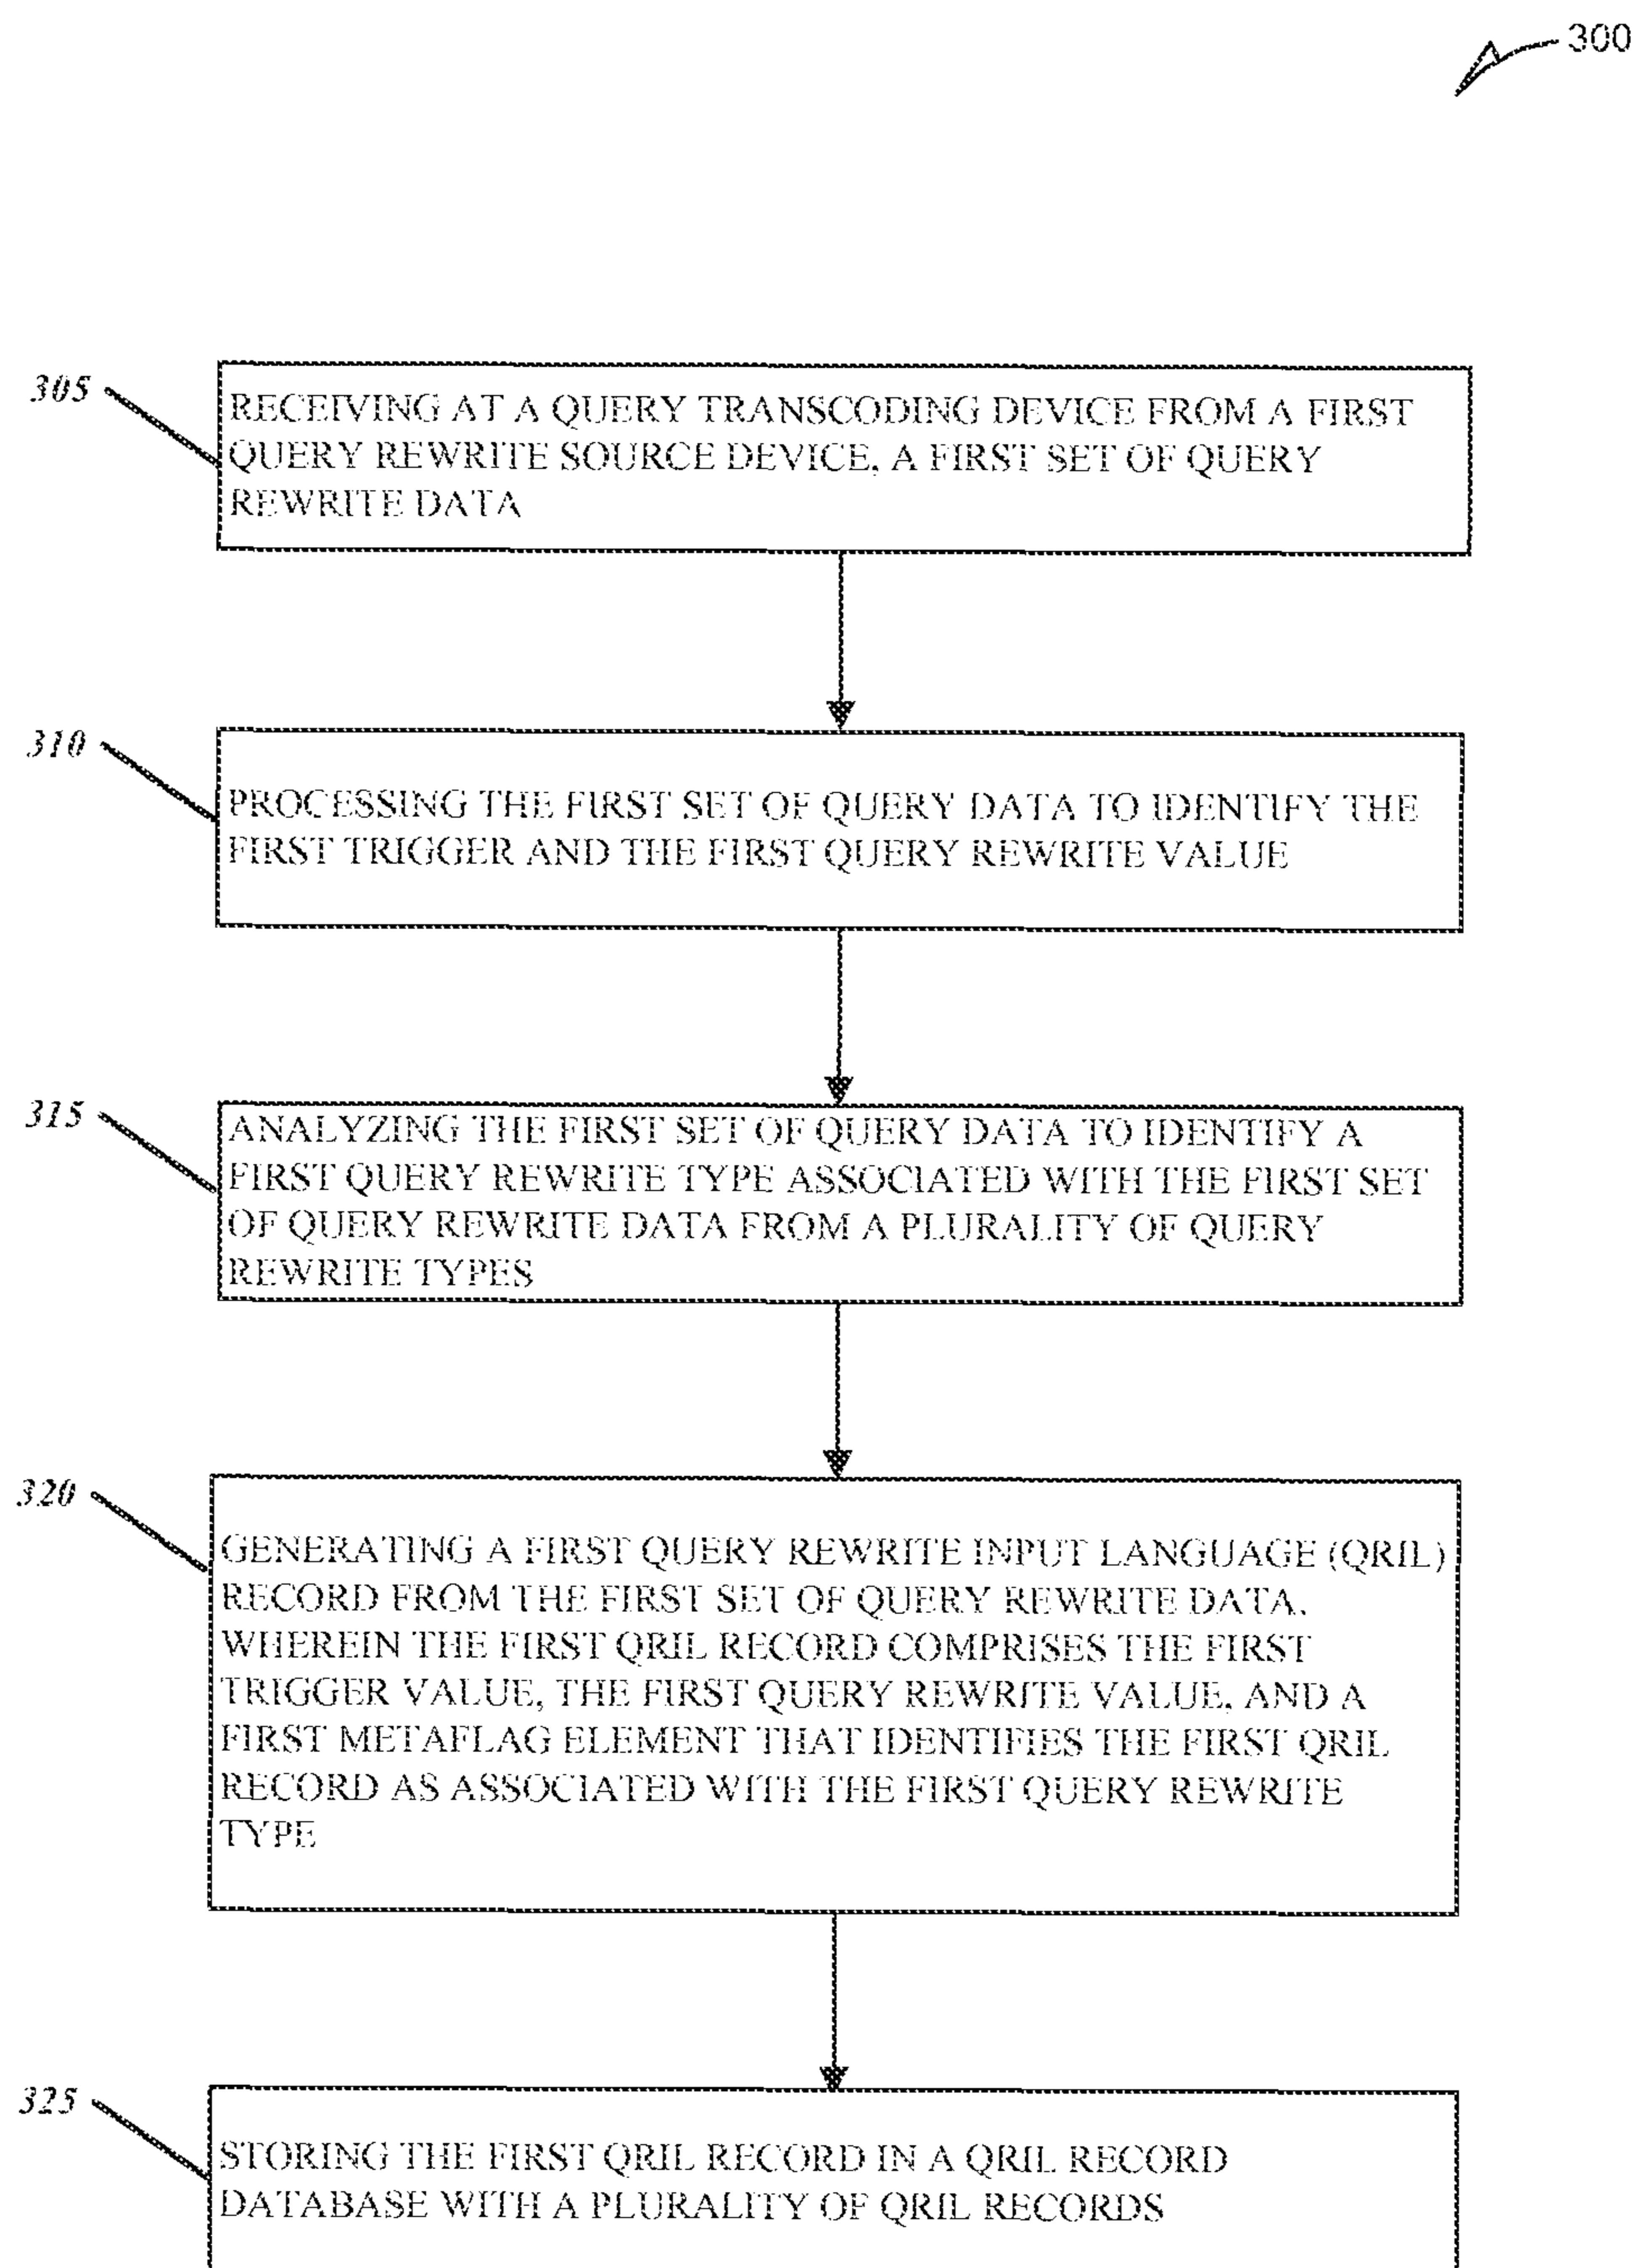 300
305
RECEIVING AT A QUERY TRANSCODING DEVICE FROM A FIRST
QUERY REWRITE SOURCE DEVICE, A FIRST SET OF QUERY
REWRITE DATA
310
PROCESSING THE FIRST SET OF QUERY DATA TO IDENTIFY THE
FIRST TRIGGER AND THE FIRST QUERY REWRITE VALUE
315
ANALYZING THE FIRST SET OF QUERY DATA TO IDENTIFY A
FIRST QUERY REWRITE TYPE ASSOCIATED WITH THE FIRST SET
OF QUERY REWRITE DATA FROM A PLURALITY OF QUERY
REWRITE TYPES
320
GENERATING A FIRST QUERY REWRITE INPUT LANGUAGE (QRIL)
RECORD FROM THE FIRST SET OF QUERY REWRITE DATA,
WHEREIN THE FIRST QRIL RECORD COMPRISES THE FIRST
TRIGGER VALUE, THE FIRST QUERY REWRITE VALUE, AND A
FIRST METAFLAG ELEMENT THAT IDENTIFIES THE FIRST QRIL
RECORD AS ASSOCIATED WITH THE FIRST QUERY REWRITE
TYPE
325
STORING THE FIRST QRIL RECORD IN A QRIL RECORD
DATABASE WITH A PLURALITY OF QRIL RECORDS